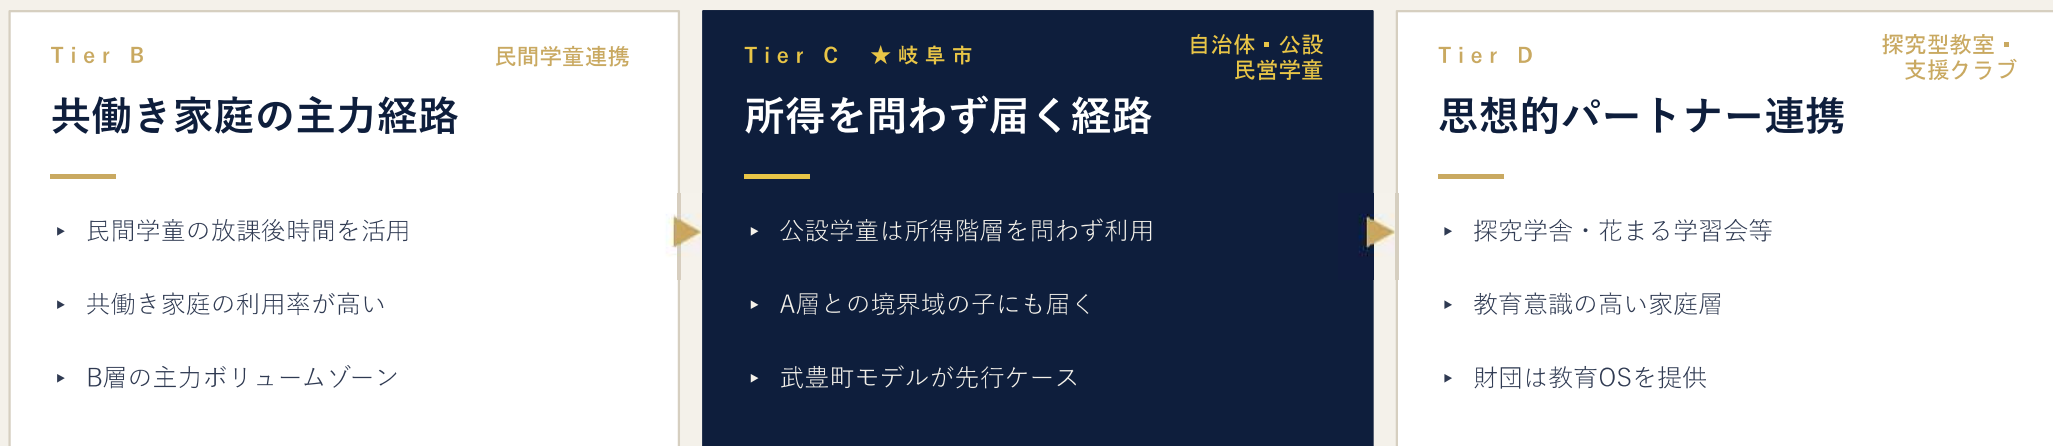 Tier B
民間学童連携
共働き家庭の主力経路
▸ 民間学童の放課後時間を活用
▸ 共働き家庭の利用率が高い
▸ B層の主力ボリュームゾーン
Tier C ★岐阜市
自治体・公設
民営学童
所得を問わず届く経路
▸ 公設学童は所得階層を問わず利用
▸ A層との境界域の子にも届く
▸ 武豊町モデルが先行ケース
Tier D
探究型教室・
支援クラブ
思想的パートナー連携
▸ 探究学舎・花まる学習会等
▸ 教育意識の高い家庭層
▸ 財団は教育OSを提供